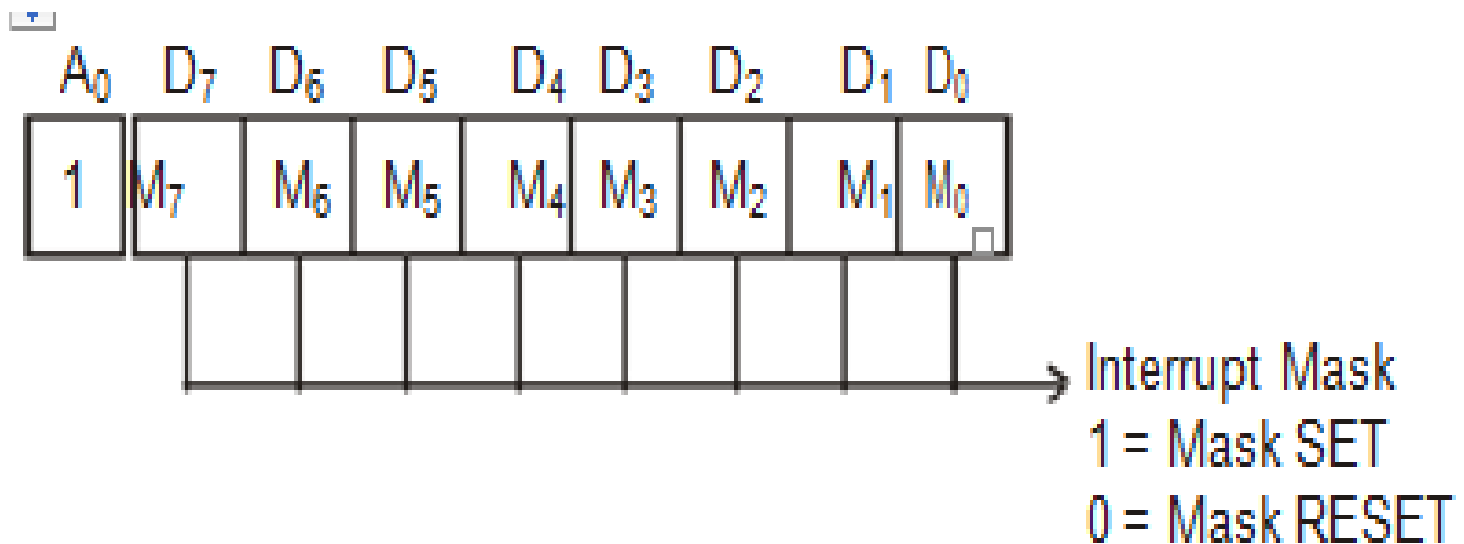 A₀ D₇ D₆ D₅ D₄ D₃ D₂ D₁ D₀
1 M₇ M₆ M₅ M₄ M₃ M₂ M₁ M₀
Interrupt Mask
1 = Mask SET
0 = Mask RESET